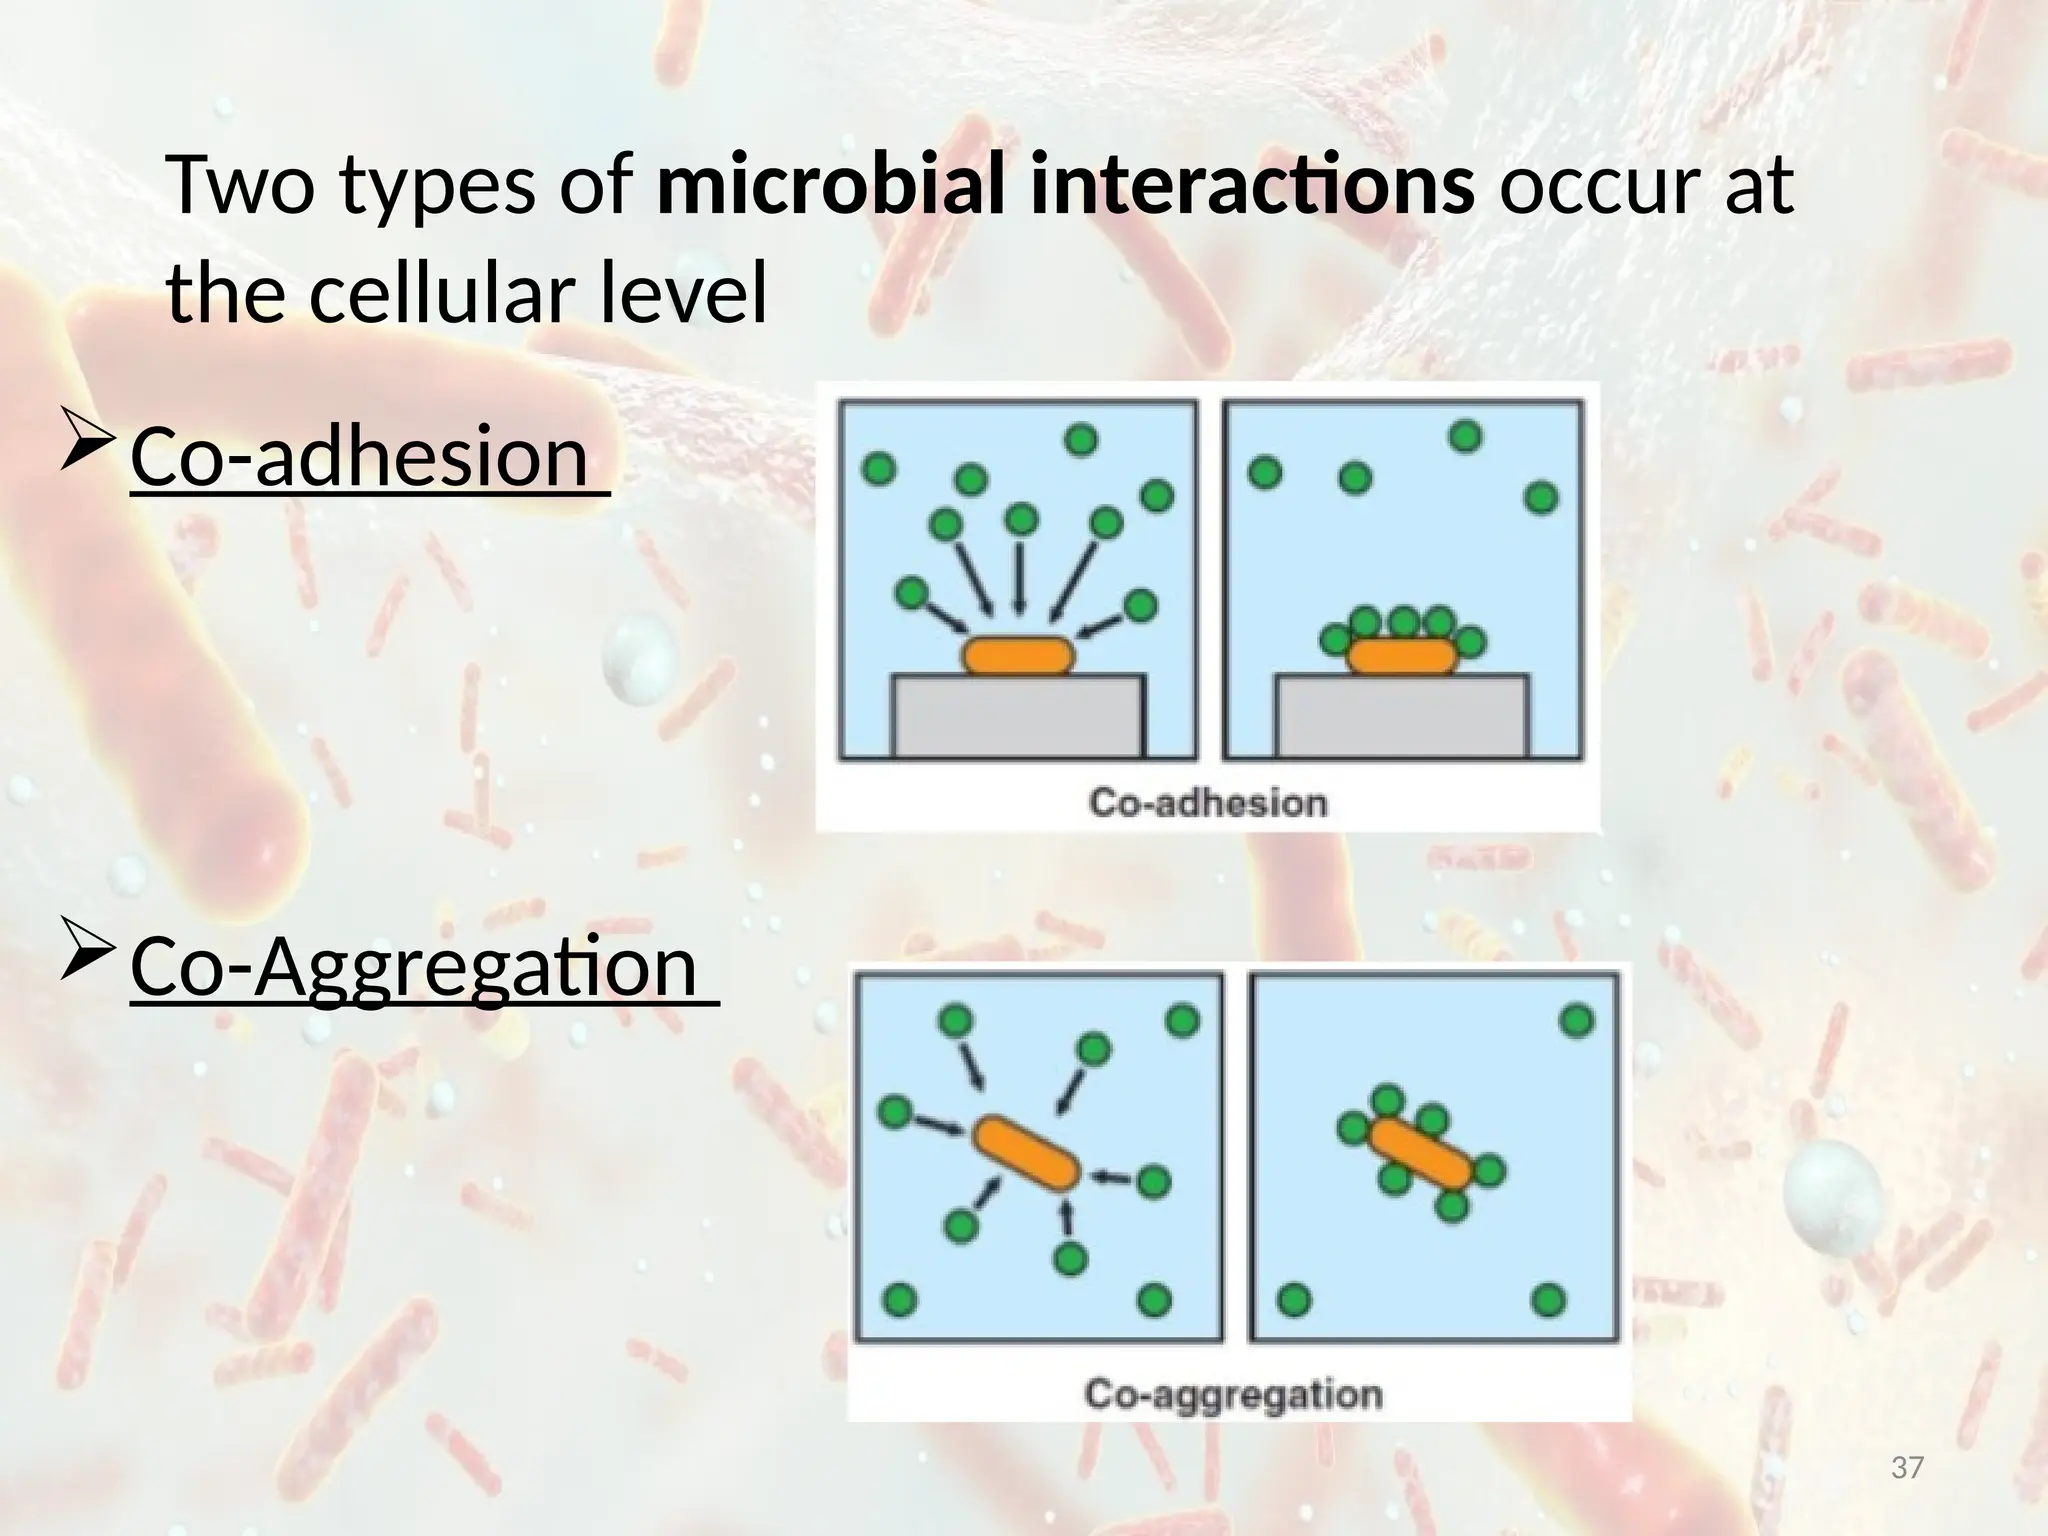 Two types of microbial interactions occur at
the cellular level
Co-adhesion
Co-adhesion
Co-Aggregation
Co-aggregation
37